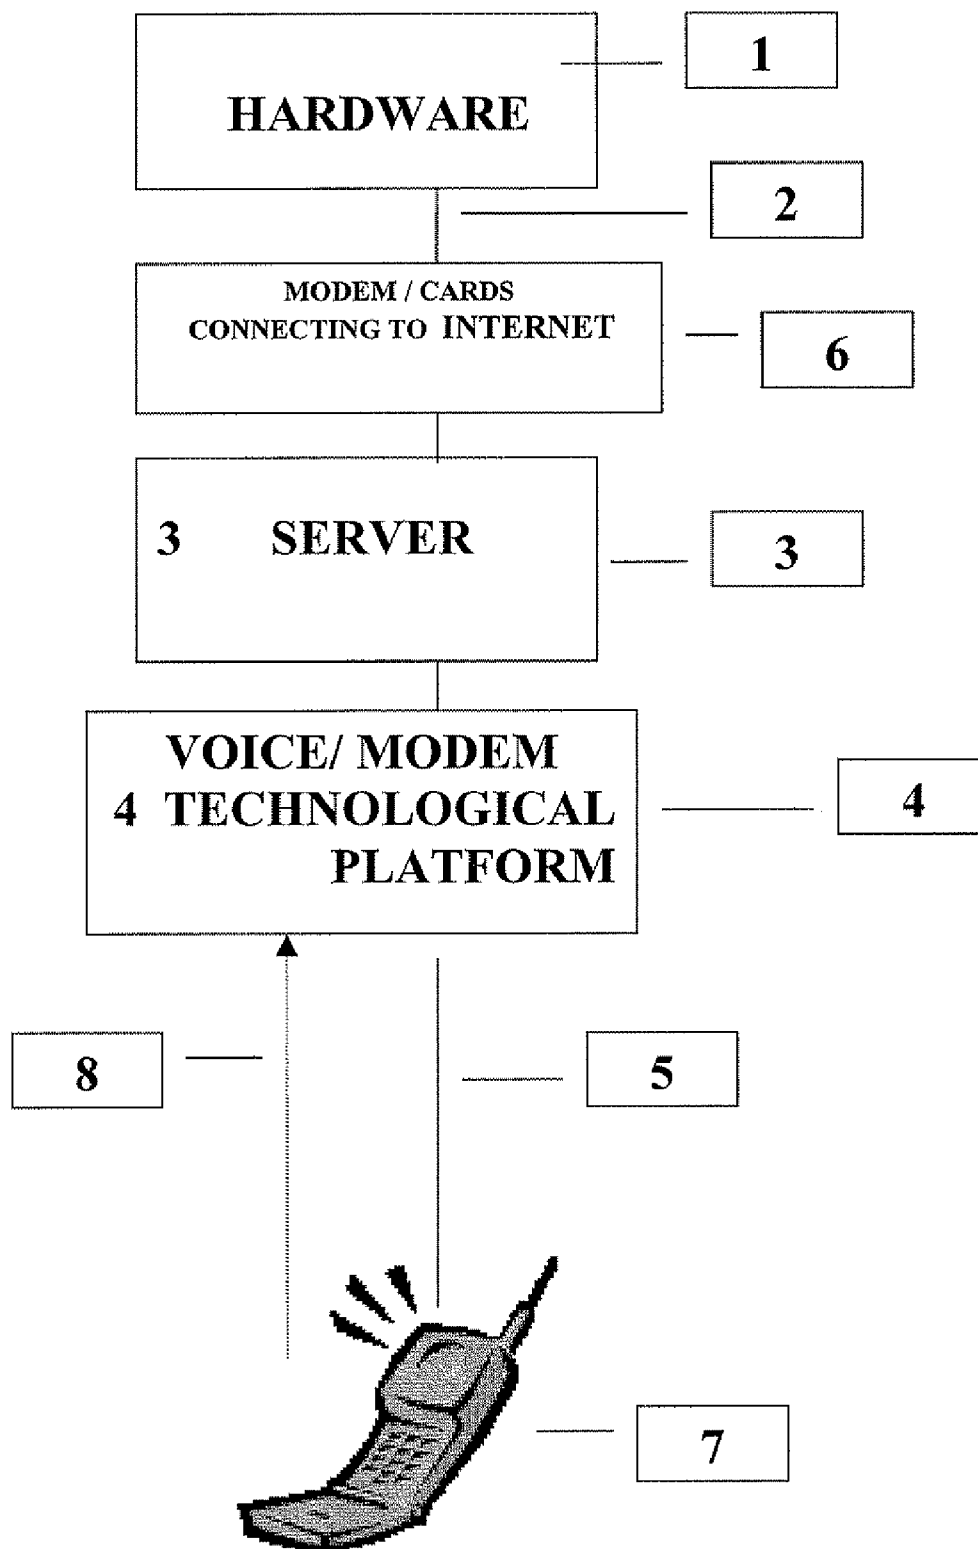 1
HARDWARE
2
MODEM / CARDS
CONNECTING TO INTERNET
6
3 SERVER
3
VOICE/ MODEM
4 TECHNOLOGICAL
PLATFORM
4
8
5
7